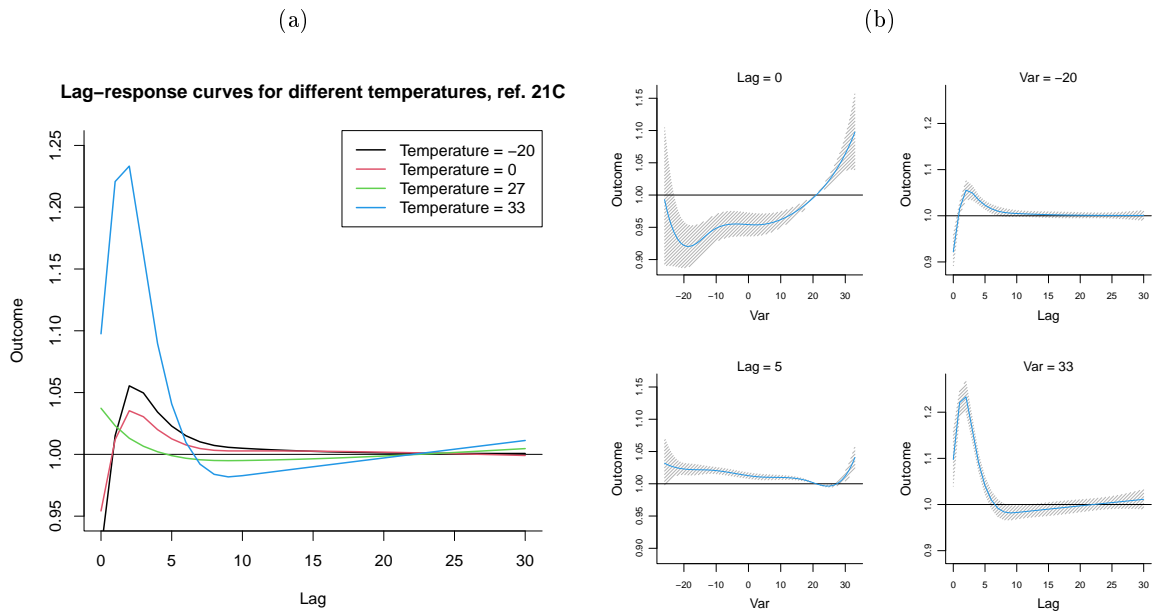 (a)
Lag−response curves for different temperatures, ref. 21C
Temperature = −20
Temperature = 0
Temperature = 27
Temperature = 33
Outcome
0.95 1.00 1.05 1.10 1.15 1.20 1.25
0 5 10 15 20 25 30
Lag
(b)
Lag = 0
Outcome
0.90 0.95 1.00 1.05 1.10 1.15
−20 −10 0 10 20 30
Var
Var = −20
Outcome
0.9 1.0 1.1 1.2
0 5 10 15 20 25 30
Lag
Lag = 5
Outcome
0.90 0.95 1.00 1.05 1.10 1.15
−20 −10 0 10 20 30
Var
Var = 33
Outcome
0.9 1.0 1.1 1.2
0 5 10 15 20 25 30
Lag